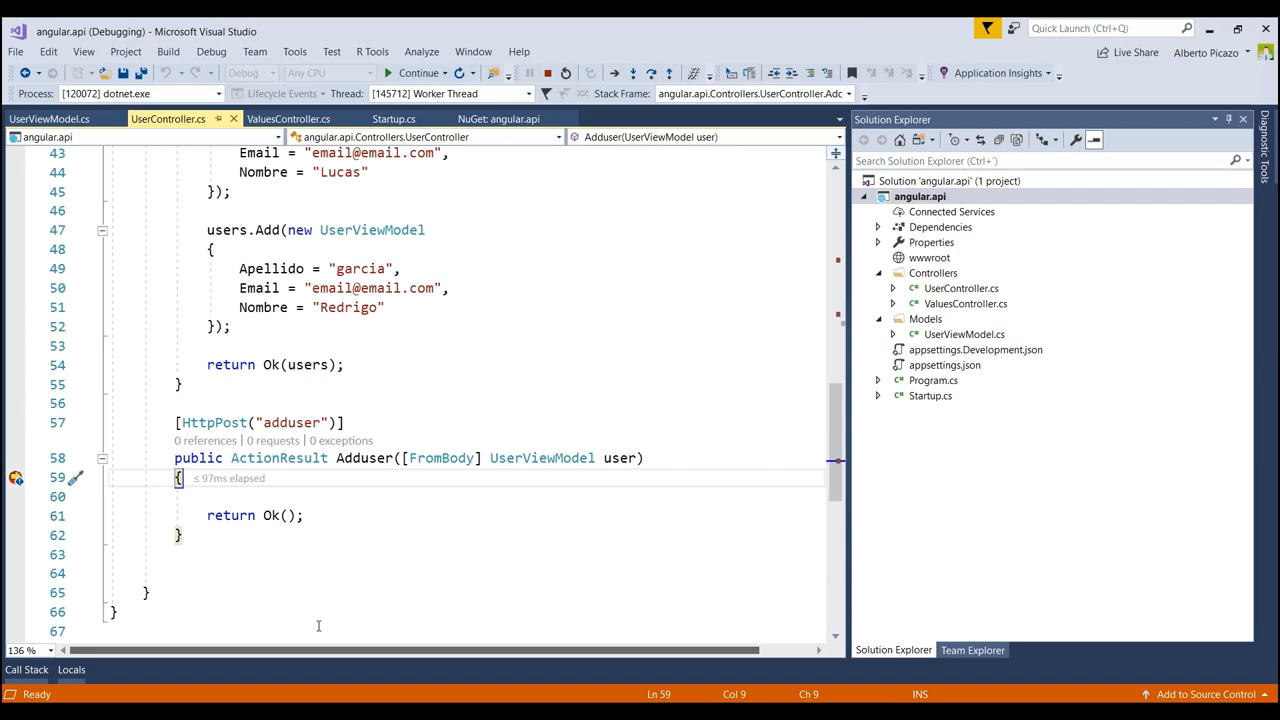 angular.api (Debugging) - Microsoft Visual Studio
Quick Launch (Ctrl+Q)
File Edit View Project Build Debug Team Tools Test R Tools Analyze Window Help
Live Share Alberto Picazo
Debug Any CPU Continue Application Insights
Process: [120072] dotnet.exe Lifecycle Events Thread: [145712] Worker Thread Stack Frame: angular.api.Controllers.UserController.Adc
UserViewModel.cs UserController.cs ValuesController.cs Startup.cs NuGet: angular.api
angular.api angular.api.Controllers.UserController Adduser(UserViewModel user)
43 Email = "email@email.com",
44 Nombre = "Lucas"
45 });
46
47 users.Add(new UserViewModel
48 {
49 Apellido = "garcia",
50 Email = "email@email.com",
51 Nombre = "Redrigo"
52 });
53
54 return Ok(users);
55 }
56
57 [HttpPost("adduser")]
0 references | 0 requests | 0 exceptions
58 public ActionResult Adduser([FromBody] UserViewModel user)
59 { ≤ 97ms elapsed
60
61 return Ok();
62 }
63
64
65 }
66 }
67
136 %
Solution Explorer
Search Solution Explorer (Ctrl+´)
Solution 'angular.api' (1 project)
angular.api
Connected Services
Dependencies
Properties
wwwroot
Controllers
UserController.cs
ValuesController.cs
Models
UserViewModel.cs
appsettings.Development.json
appsettings.json
Program.cs
Startup.cs
Solution Explorer Team Explorer
Diagnostic Tools
Call Stack Locals
Ready Ln 59 Col 9 Ch 9 INS Add to Source Control